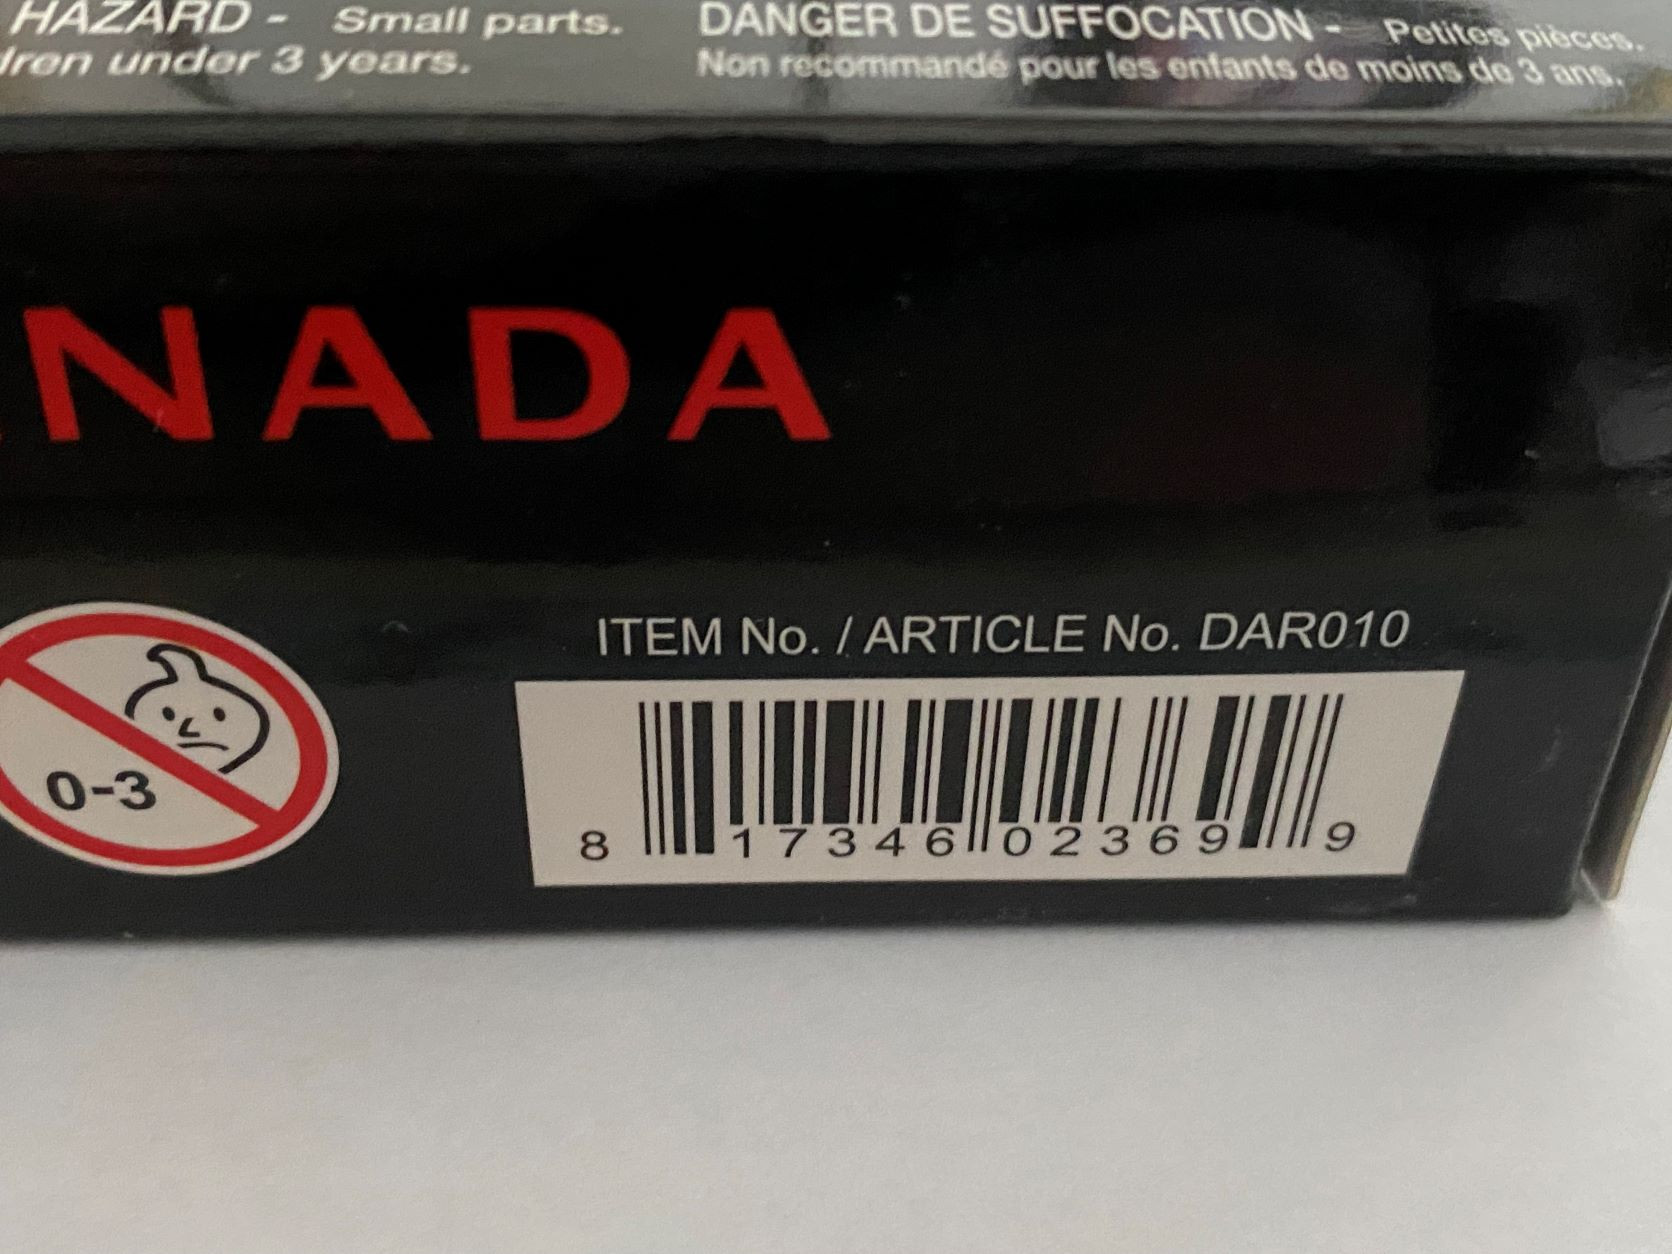 HAZARD - Small parts.
dren under 3 years.
DANGER DE SUFFOCATION - Petites pièces.
Non recommandé pour les enfants de moins de 3 ans.
ANADA
0-3
ITEM No. / ARTICLE No. DAR010
8 17346 02369 9